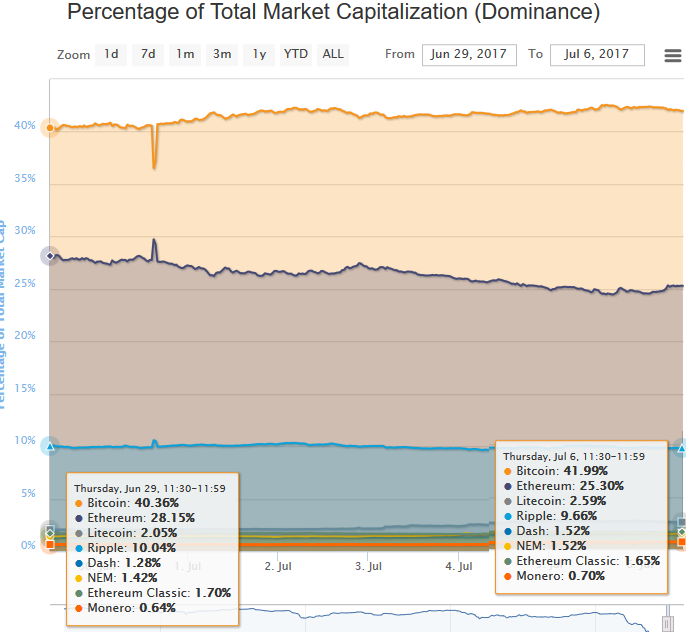 Percentage of Total Market Capitalization (Dominance)
Zoom 1d 7d 1m 3m 1y YTD ALL From Jun 29, 2017 To Jul 6, 2017
Percentage of Total Market Cap
40%
35%
30%
25%
20%
15%
10%
5%
0%
Thursday, Jun 29, 11:30-11:59
Bitcoin: 40.36%
Ethereum: 28.15%
Litecoin: 2.05%
Ripple: 10.04%
Dash: 1.28%
NEM: 1.42%
Ethereum Classic: 1.70%
Monero: 0.64%
Thursday, Jul 6, 11:30-11:59
Bitcoin: 41.99%
Ethereum: 25.30%
Litecoin: 2.59%
Ripple: 9.66%
Dash: 1.52%
NEM: 1.52%
Ethereum Classic: 1.65%
Monero: 0.70%
1. Jul 2. Jul 3. Jul 4. Jul